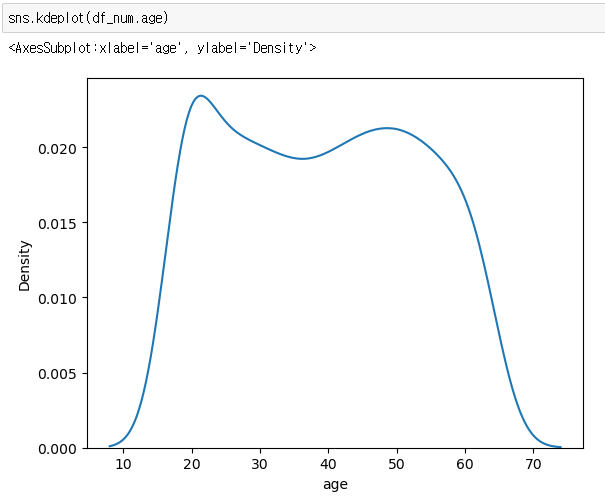 sns.kdeplot(df_num.age)
<AxesSubplot:xlabel='age', ylabel='Density'>
0.020
0.015
0.010
0.005
0.000
Density
10 20 30 40 50 60 70
age